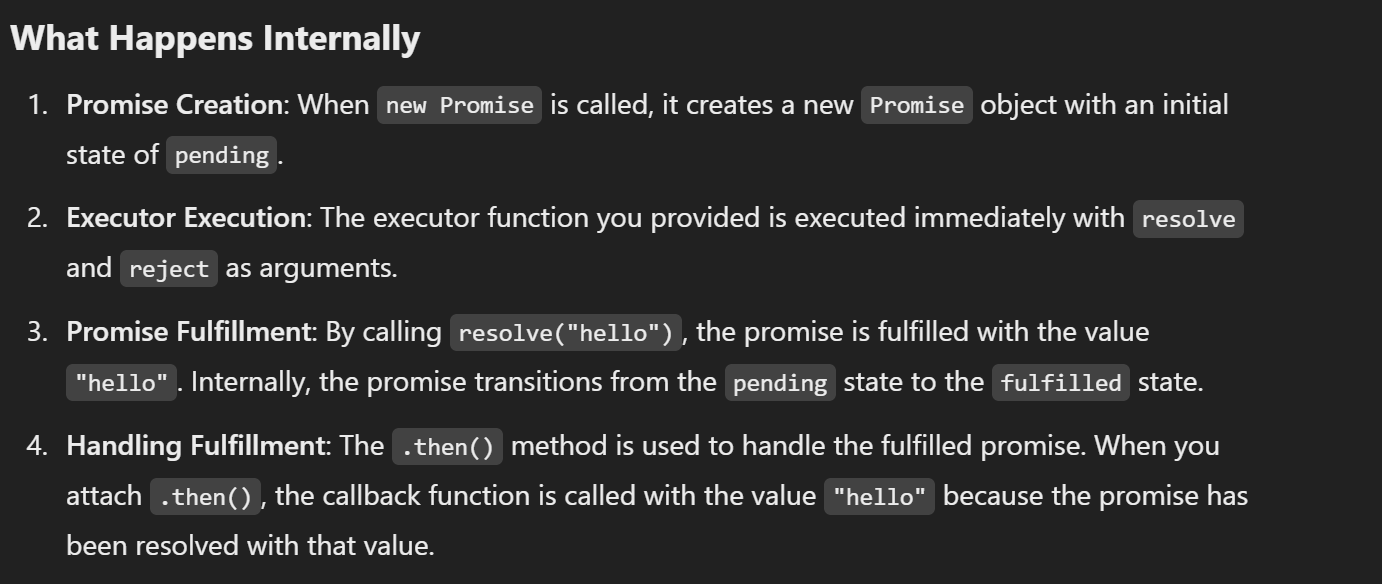 What Happens Internally
1. Promise Creation: When new Promise is called, it creates a new Promise object with an initial
state of pending.
2. Executor Execution: The executor function you provided is executed immediately with resolve
and reject as arguments.
3. Promise Fulfillment: By calling resolve("hello"), the promise is fulfilled with the value
"hello". Internally, the promise transitions from the pending state to the fulfilled state.
4. Handling Fulfillment: The .then() method is used to handle the fulfilled promise. When you
attach .then(), the callback function is called with the value "hello" because the promise has
been resolved with that value.